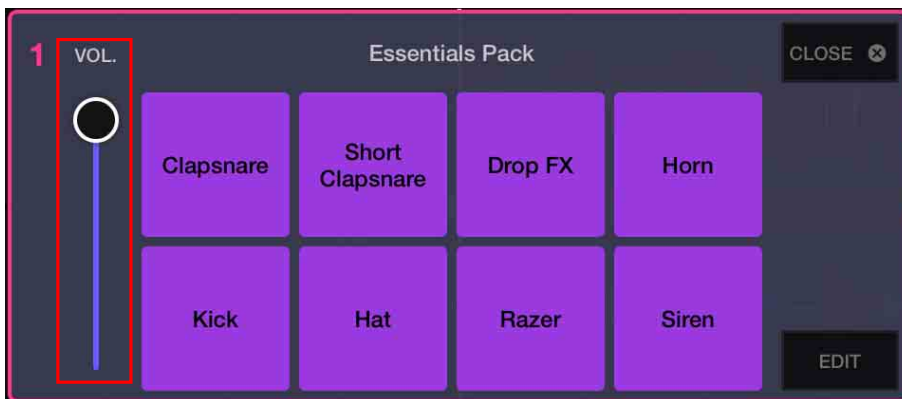 1 VOL. Essentials Pack CLOSE
Clapsnare
Short
Clapsnare
Drop FX
Horn
Kick
Hat
Razer
Siren
EDIT